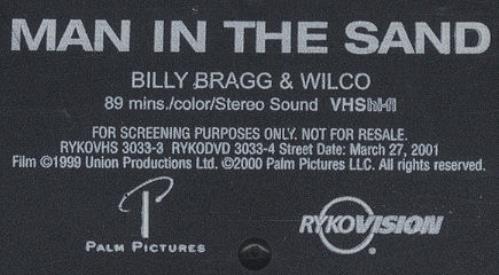 MAN IN THE SAND
BILLY BRAGG & WILCO
89 mins./color/Stereo Sound VHS hi-fi
FOR SCREENING PURPOSES ONLY. NOT FOR RESALE.
RYKOVHS 3033-3 RYKODVD 3033-4 Street Date: March 27, 2001
Film ©1999 Union Productions Ltd. ©2000 Palm Pictures LLC. All rights reserved.
PALM PICTURES
RYKOVISION